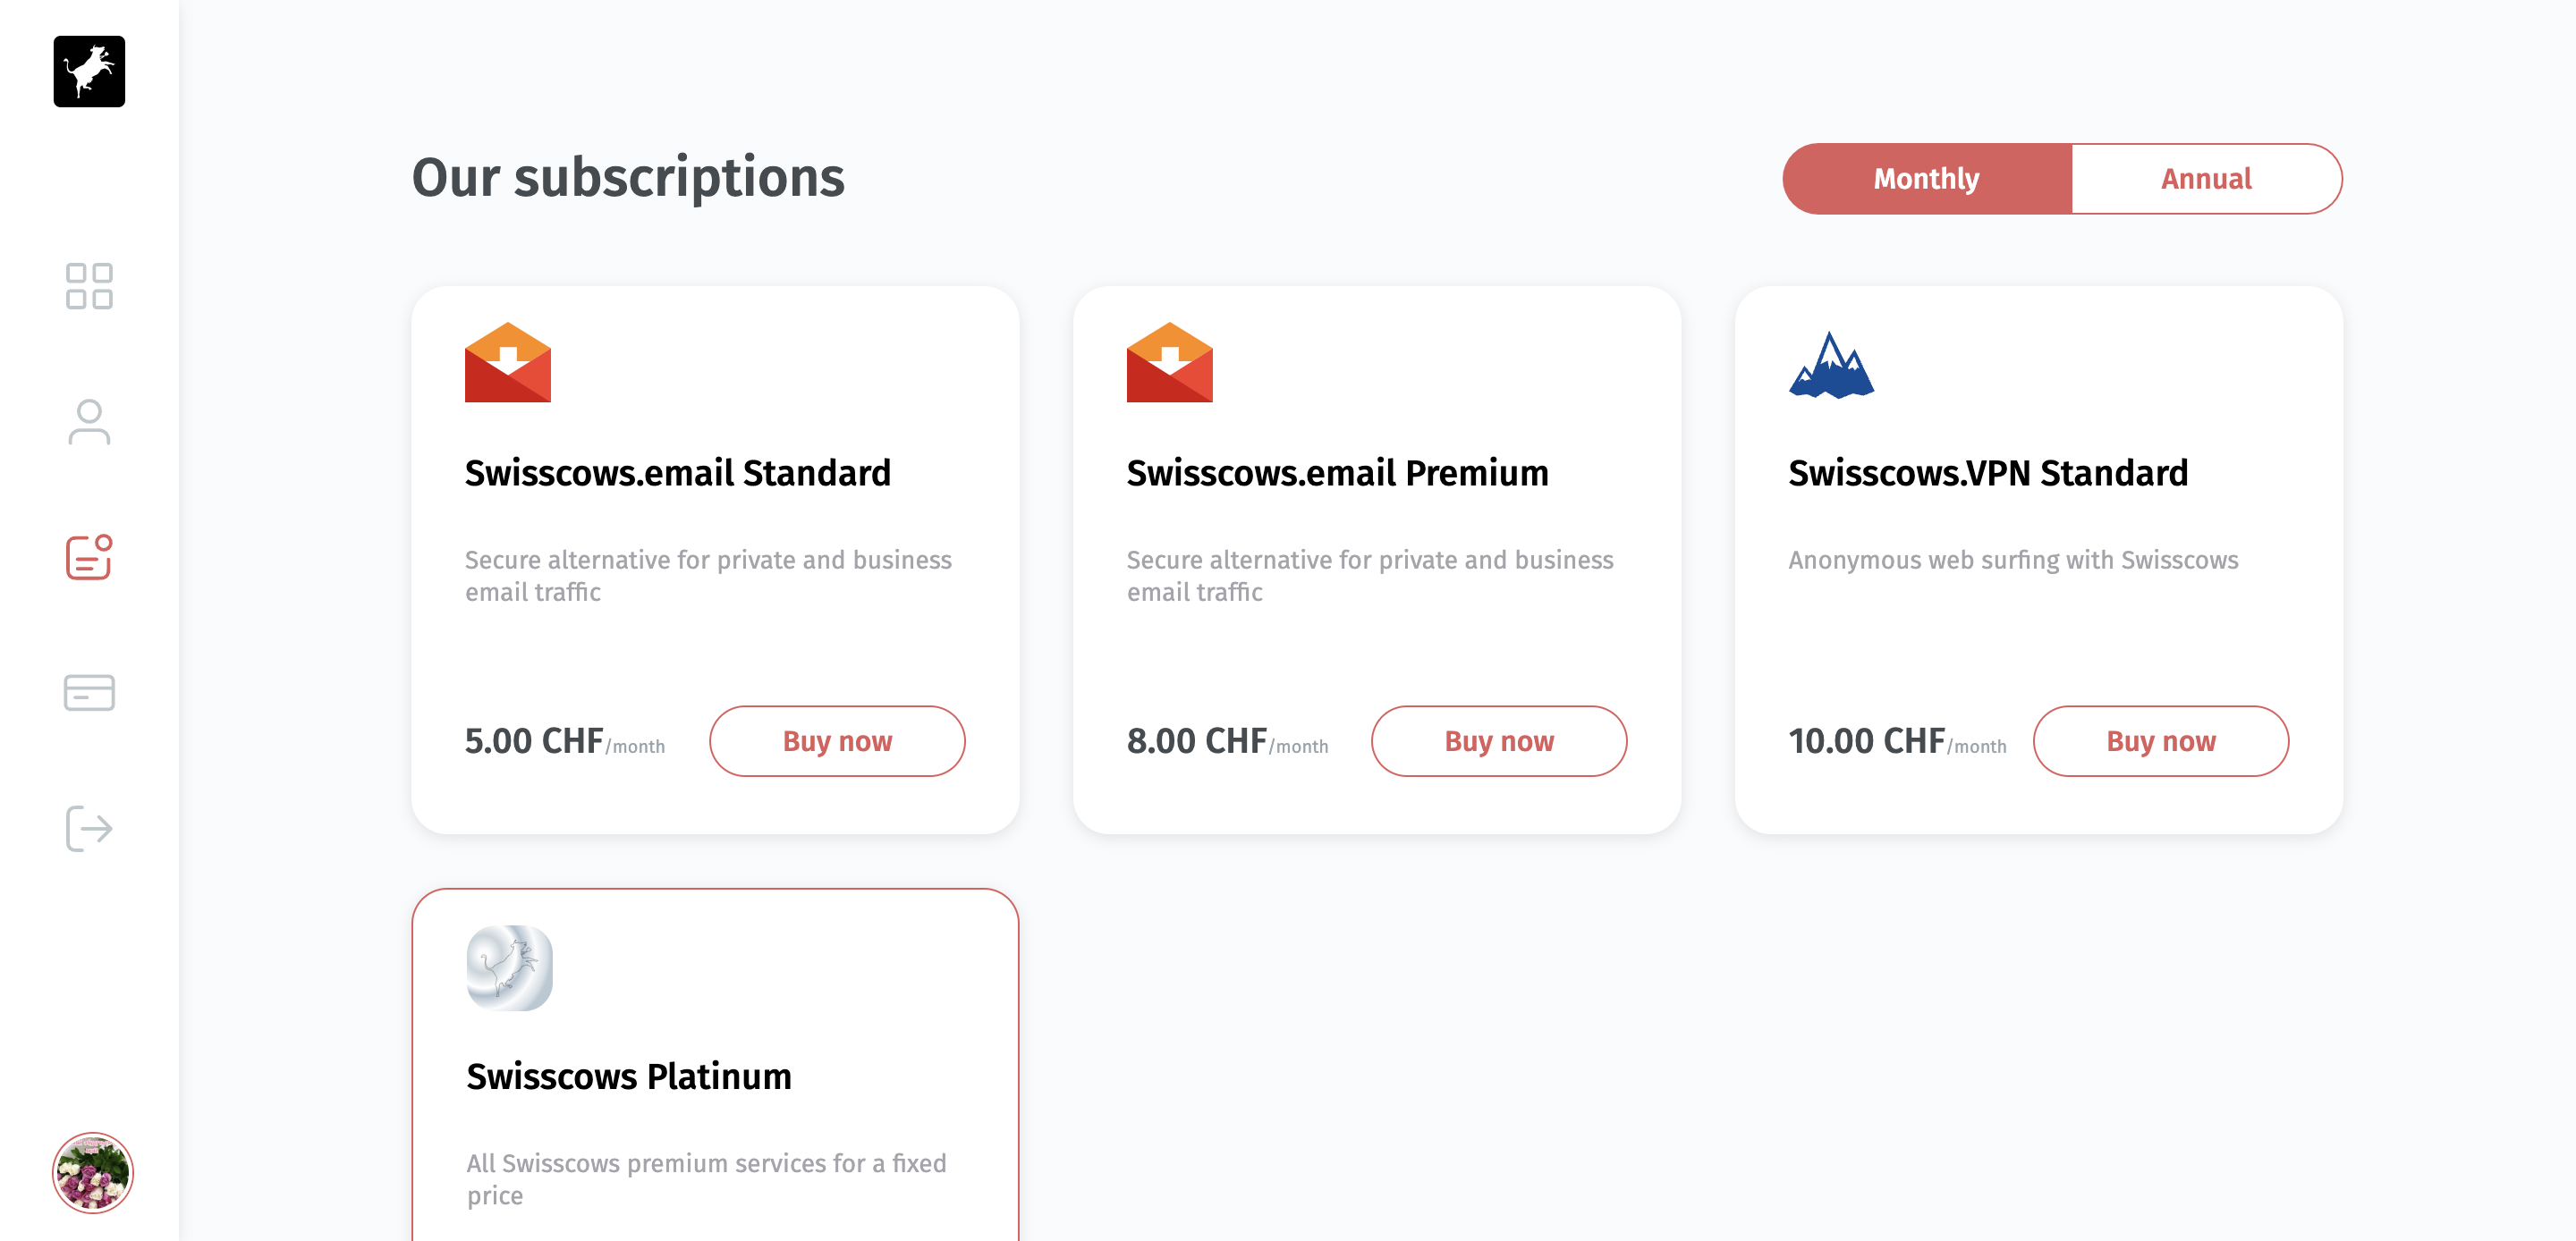 Our subscriptions
Monthly
Annual
Swisscows.email Standard
Secure alternative for private and business
email traffic
5.00 CHF/month
Buy now
Swisscows.email Premium
Secure alternative for private and business
email traffic
8.00 CHF/month
Buy now
Swisscows.VPN Standard
Anonymous web surfing with Swisscows
10.00 CHF/month
Buy now
Swisscows Platinum
All Swisscows premium services for a fixed
price